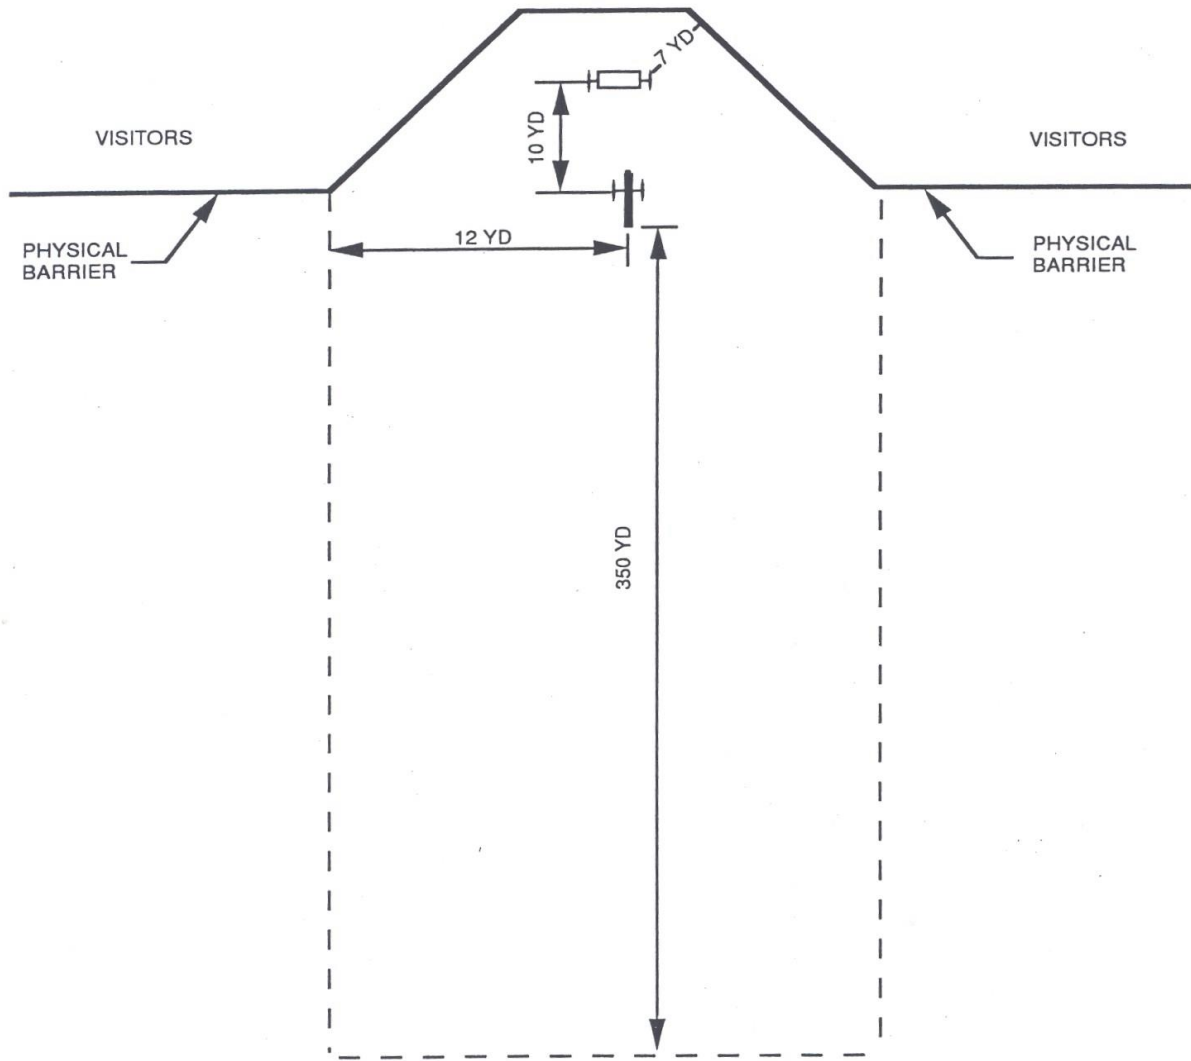 7 YD
VISITORS
10 YD
VISITORS
PHYSICAL
BARRIER
12 YD
PHYSICAL
BARRIER
350 YD